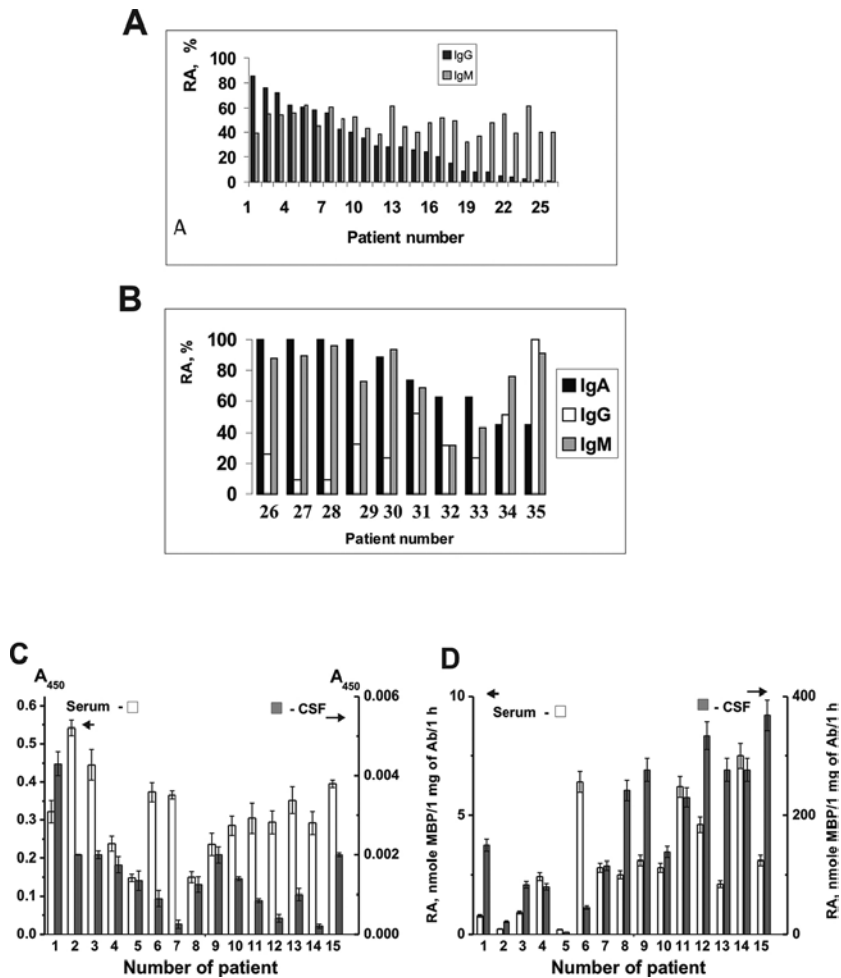 A
RA, %
IgG
IgM
100
80
60
40
20
0
1 4 7 10 13 16 19 22 25
A
Patient number
B
RA, %
100
80
60
40
20
0
IgA
IgG
IgM
26 27 28 29 30 31 32 33 34 35
Patient number
C
A450
Serum -
A450
- CSF
0.6
0.5
0.4
0.3
0.2
0.1
0.0
0.006
0.004
0.002
0.000
1 2 3 4 5 6 7 8 9 10 11 12 13 14 15
Number of patient
D
RA, nmole MBP/1 mg of Ab/1 h
10
5
0
Serum -
- CSF
400
200
0
RA, nmole MBP/1 mg of Ab/1 h
1 2 3 4 5 6 7 8 9 10 11 12 13 14 15
Number of patient